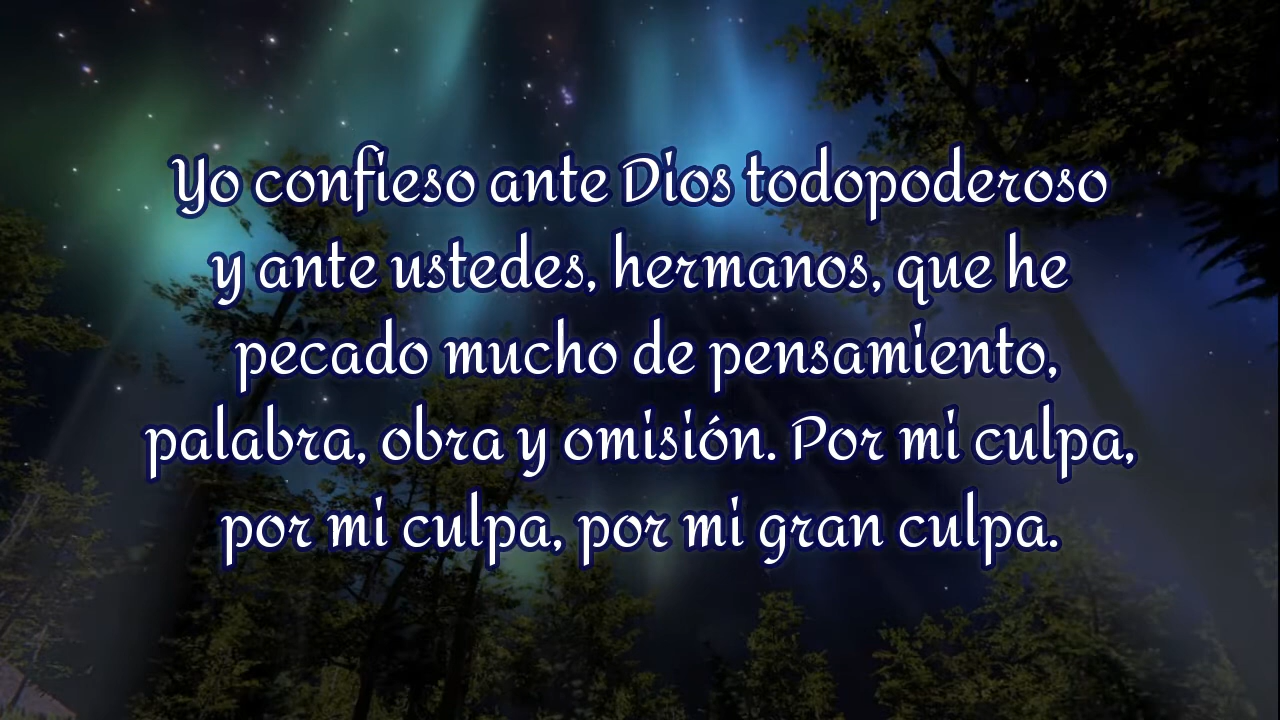 Yo confieso ante Dios todopoderoso
y ante ustedes, hermanos, que he
pecado mucho de pensamiento,
palabra, obra y omisión. Por mi culpa,
por mi culpa, por mi gran culpa.